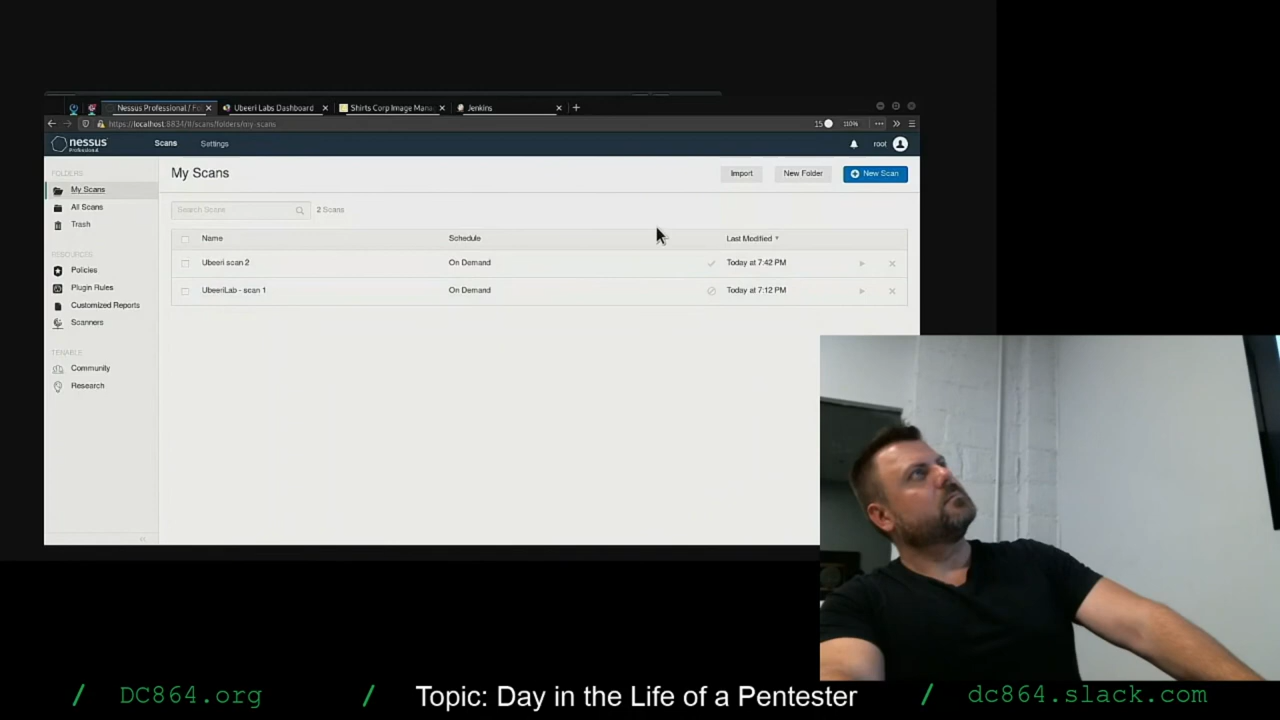 Nessus Professional / Fo
Ubeeri Labs Dashboard
Shirts Corp Image Mana
Jenkins
https://localhost:8834/#/scans/folders/my-scans
15
110%
nessus
Professional
Scans
Settings
root
FOLDERS
My Scans
All Scans
Trash
RESOURCES
Policies
Plugin Rules
Customized Reports
Scanners
TENABLE
Community
Research
My Scans
Import
New Folder
New Scan
Search Scans
2 Scans
Name Schedule Last Modified
Ubeeri scan 2 On Demand Today at 7:42 PM
UbeeriLab - scan 1 On Demand Today at 7:12 PM
/ DC864.org / Topic: Day in the Life of a Pentester / dc864.slack.com